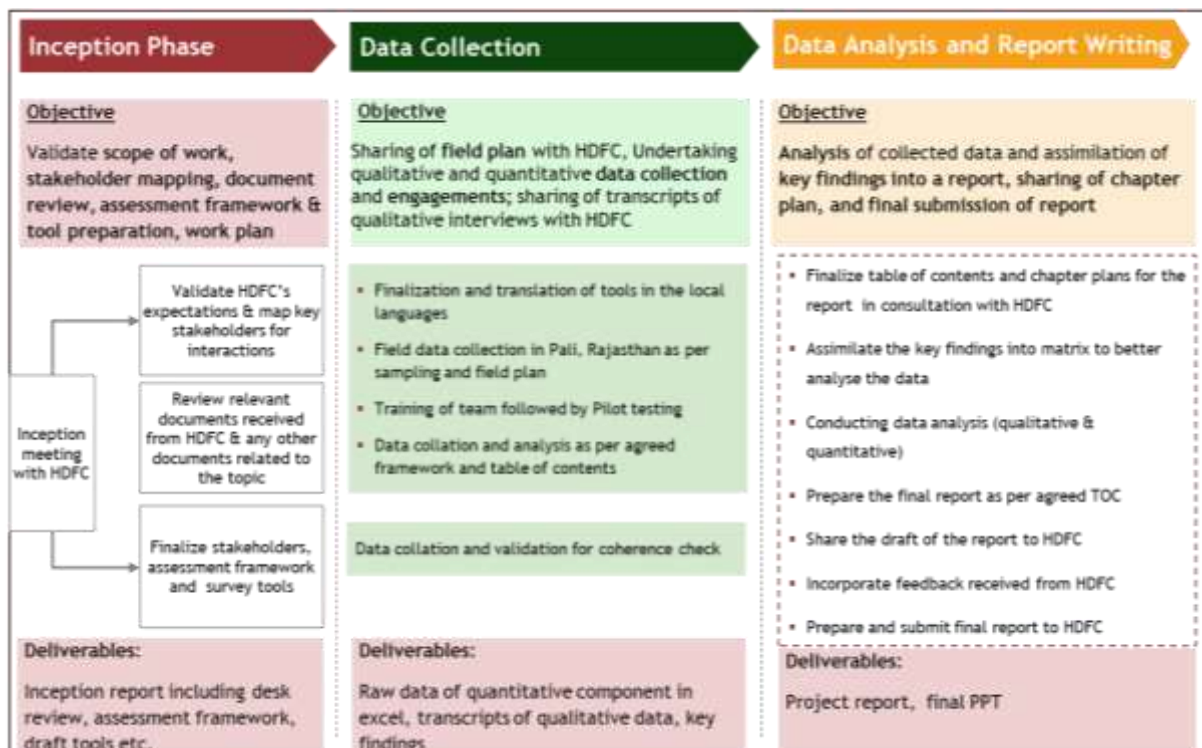 Inception Phase
Data Collection
Data Analysis and Report Writing
Objective
Validate scope of work,
stakeholder mapping, document
review, assessment framework &
tool preparation, work plan
Objective
Sharing of field plan with HDFC, Undertaking
qualitative and quantitative data collection
and engagements; sharing of transcripts of
qualitative interviews with HDFC
Objective
Analysis of collected data and assimilation of
key findings into a report, sharing of chapter
plan, and final submission of report
Inception
meeting
with HDFC
Validate HDFC's
expectations & map key
stakeholders for
interactions
Review relevant
documents received
from HDFC & any other
documents related to
the topic
Finalize stakeholders,
assessment framework
and survey tools
▪ Finalization and translation of tools in the local
languages
▪ Field data collection in Pali, Rajasthan as per
sampling and field plan
▪ Training of team followed by Pilot testing
▪ Data collation and analysis as per agreed
framework and table of contents
Data collation and validation for coherence check
▪ Finalize table of contents and chapter plans for the
report in consultation with HDFC
▪ Assimilate the key findings into matrix to better
analyse the data
▪ Conducting data analysis (qualitative &
quantitative)
▪ Prepare the final report as per agreed TOC
▪ Share the draft of the report to HDFC
▪ Incorporate feedback received from HDFC
▪ Prepare and submit final report to HDFC
Deliverables:
Inception report including desk
review, assessment framework,
draft tools etc.
Deliverables:
Raw data of quantitative component in
excel, transcripts of qualitative data, key
findings
Deliverables:
Project report, final PPT